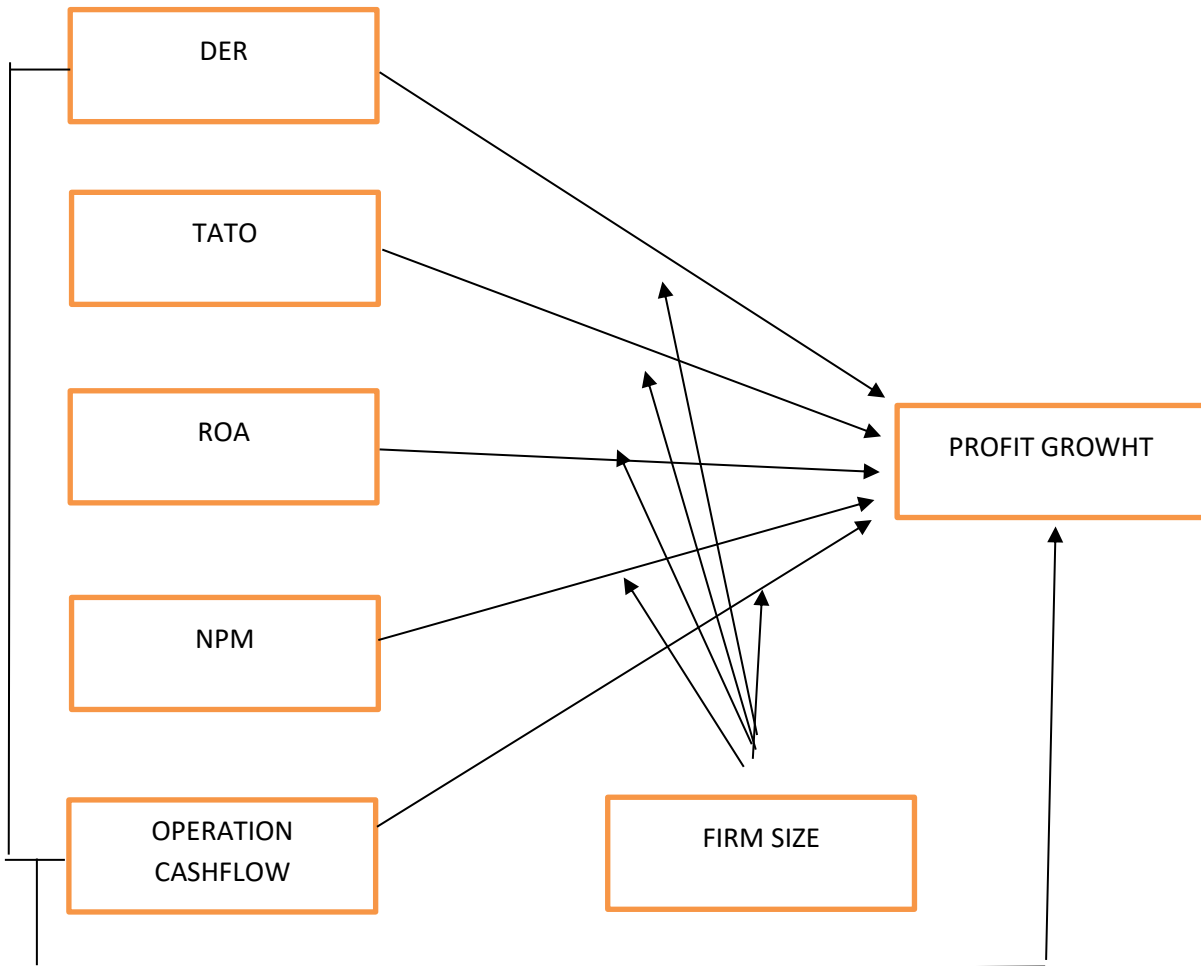 DER
TATO
ROA
PROFIT GROWHT
NPM
OPERATION
CASHFLOW
FIRM SIZE